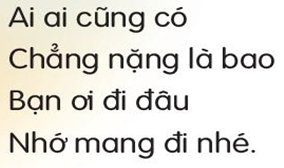 Ai ai cũng có
Chẳng nặng là bao
Bạn ơi đi đâu
Nhớ mang đi nhé.